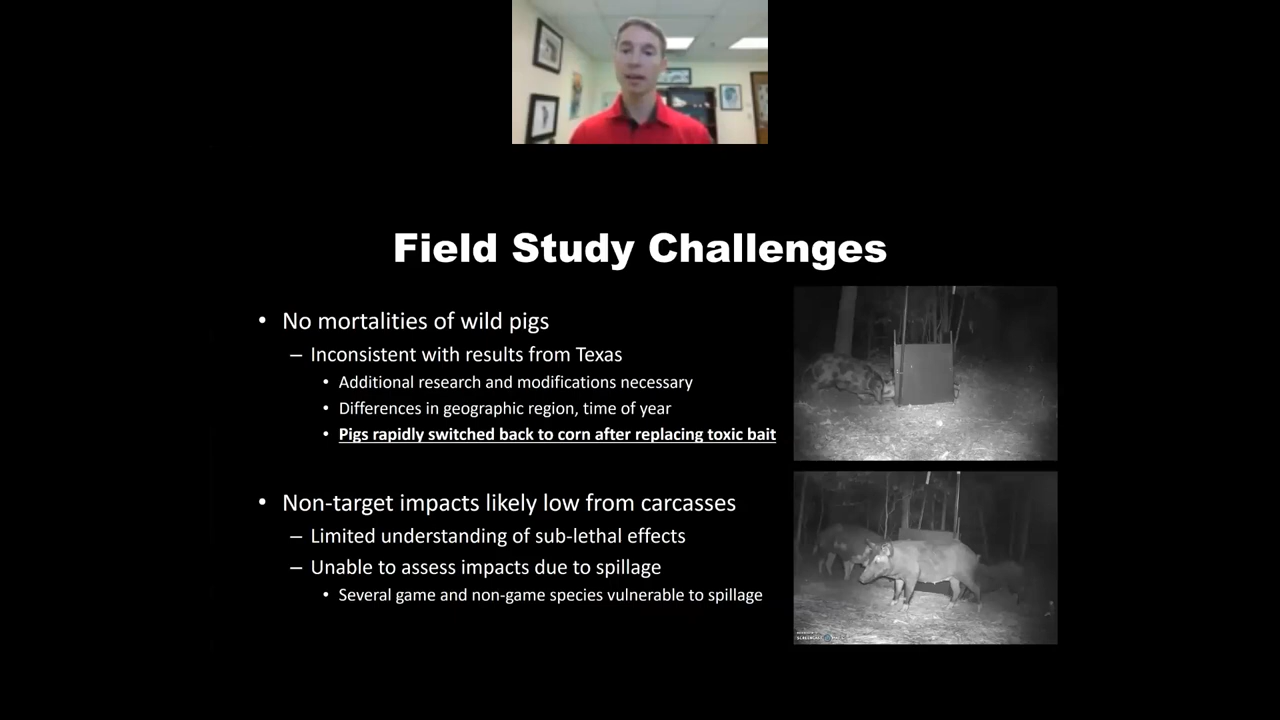 Field Study Challenges
• No mortalities of wild pigs
– Inconsistent with results from Texas
• Additional research and modifications necessary
• Differences in geographic region, time of year
• Pigs rapidly switched back to corn after replacing toxic bait
• Non-target impacts likely low from carcasses
– Limited understanding of sub-lethal effects
– Unable to assess impacts due to spillage
• Several game and non-game species vulnerable to spillage